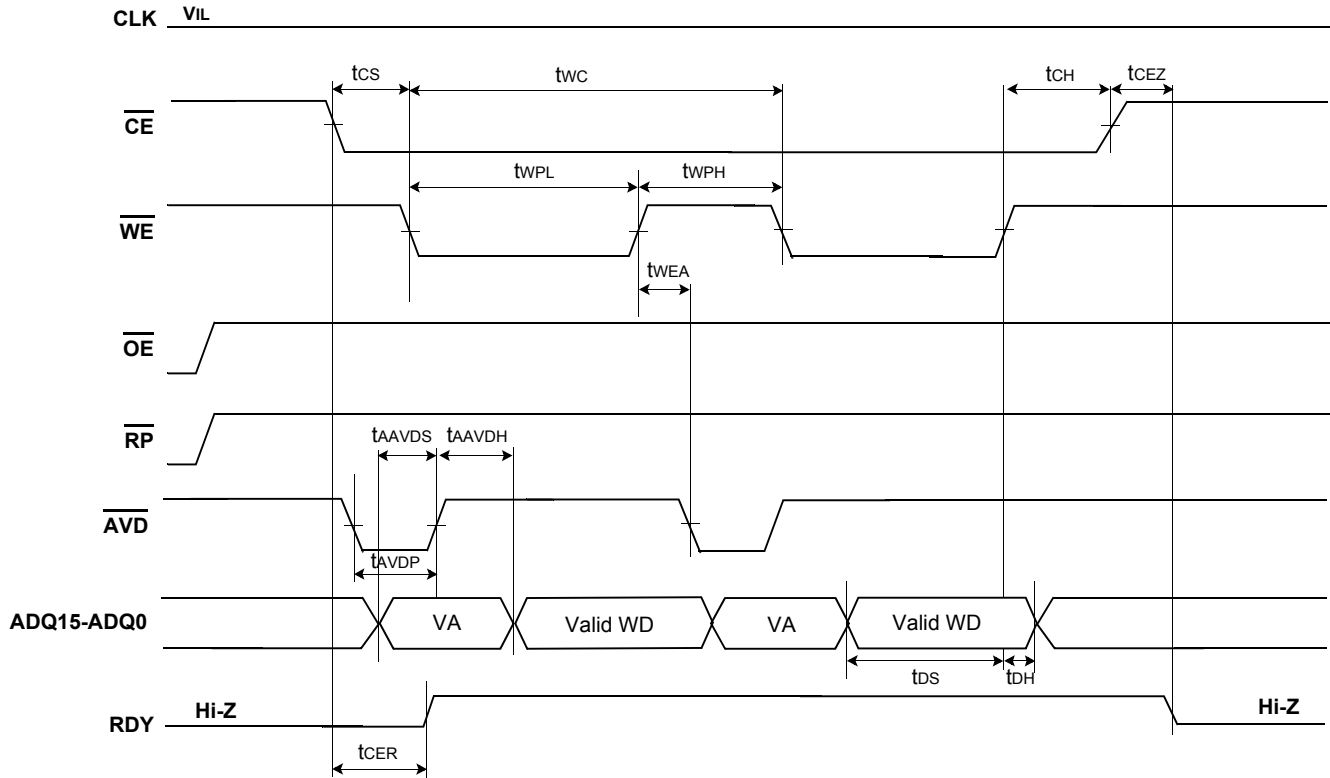 CLK VIL
tCS tWC tCH tCEZ
CE
tWPL tWPH
WE
tWEA
OE
RP
tAAVDS tAAVDH
AVD
tAVDP
ADQ15-ADQ0 VA Valid WD VA Valid WD
tDS tDH
RDY Hi-Z Hi-Z
tCER